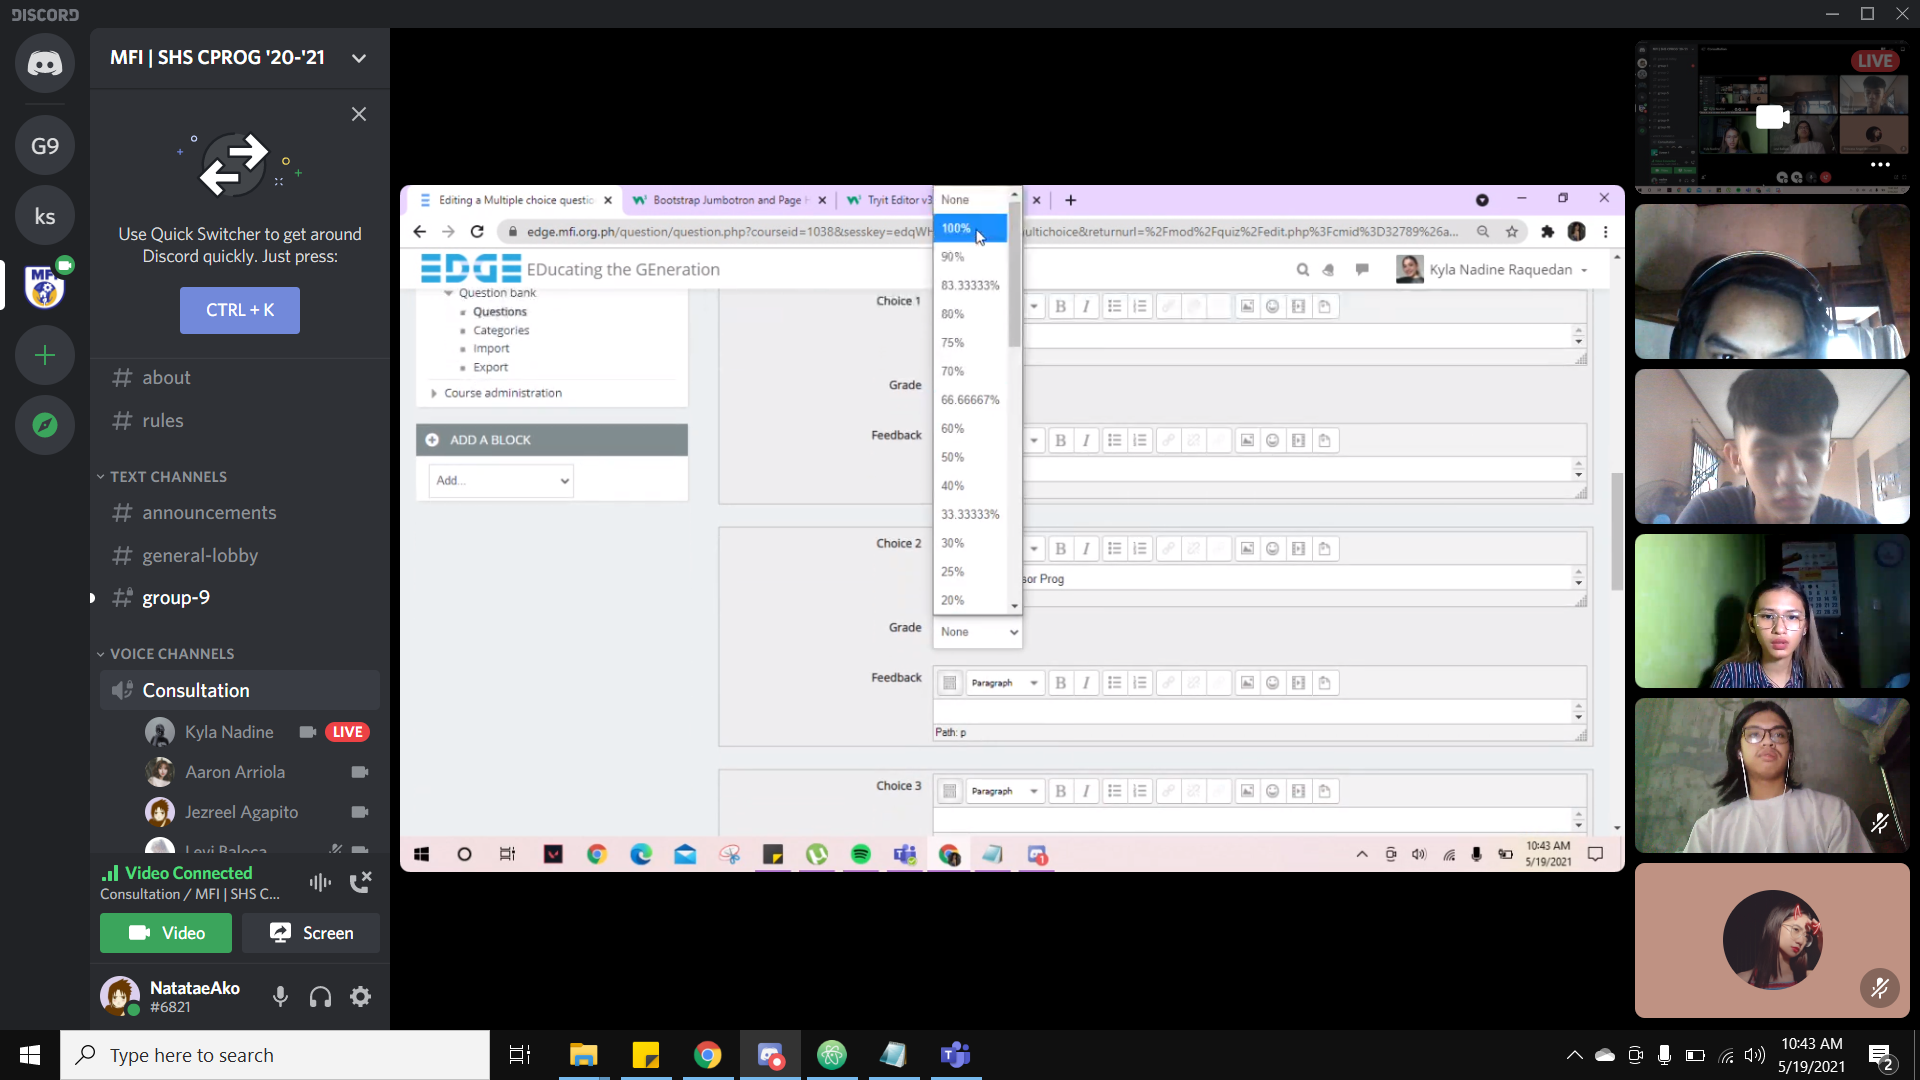 DISCORD
MFI | SHS CPROG '20-'21
G9
ks
MFI
Use Quick Switcher to get around
Discord quickly. Just press:
CTRL + K
about
rules
TEXT CHANNELS
announcements
general-lobby
group-9
VOICE CHANNELS
Consultation
Kyla Nadine
LIVE
Aaron Arriola
Jezreel Agapito
Levi Baloca
Video Connected
Consultation / MFI | SHS C...
Video
Screen
NatataeAko
#6821
Editing a Multiple choice questio
Bootstrap Jumbotron and Page
Tryit Editor v3
edge.mfi.org.ph/question/question.php?courseid=1038&sesskey=edqWH
ultichoice&returnurl=%2Fmod%2Fquiz%2Fedit.php%3Fcmid%3D32789%26a...
EDGE
EDucating the GEneration
Kyla Nadine Raquedan
Question bank
Questions
Categories
Import
Export
Course administration
ADD A BLOCK
Add...
Choice 1
Grade
Feedback
None
100%
90%
83.33333%
80%
75%
70%
66.66667%
60%
50%
40%
33.33333%
30%
25%
20%
Choice 2
sor Prog
Grade
None
Feedback
Paragraph
B
I
Path: p
Choice 3
Paragraph
B
I
10:43 AM
5/19/2021
LIVE
Type here to search
10:43 AM
5/19/2021
2